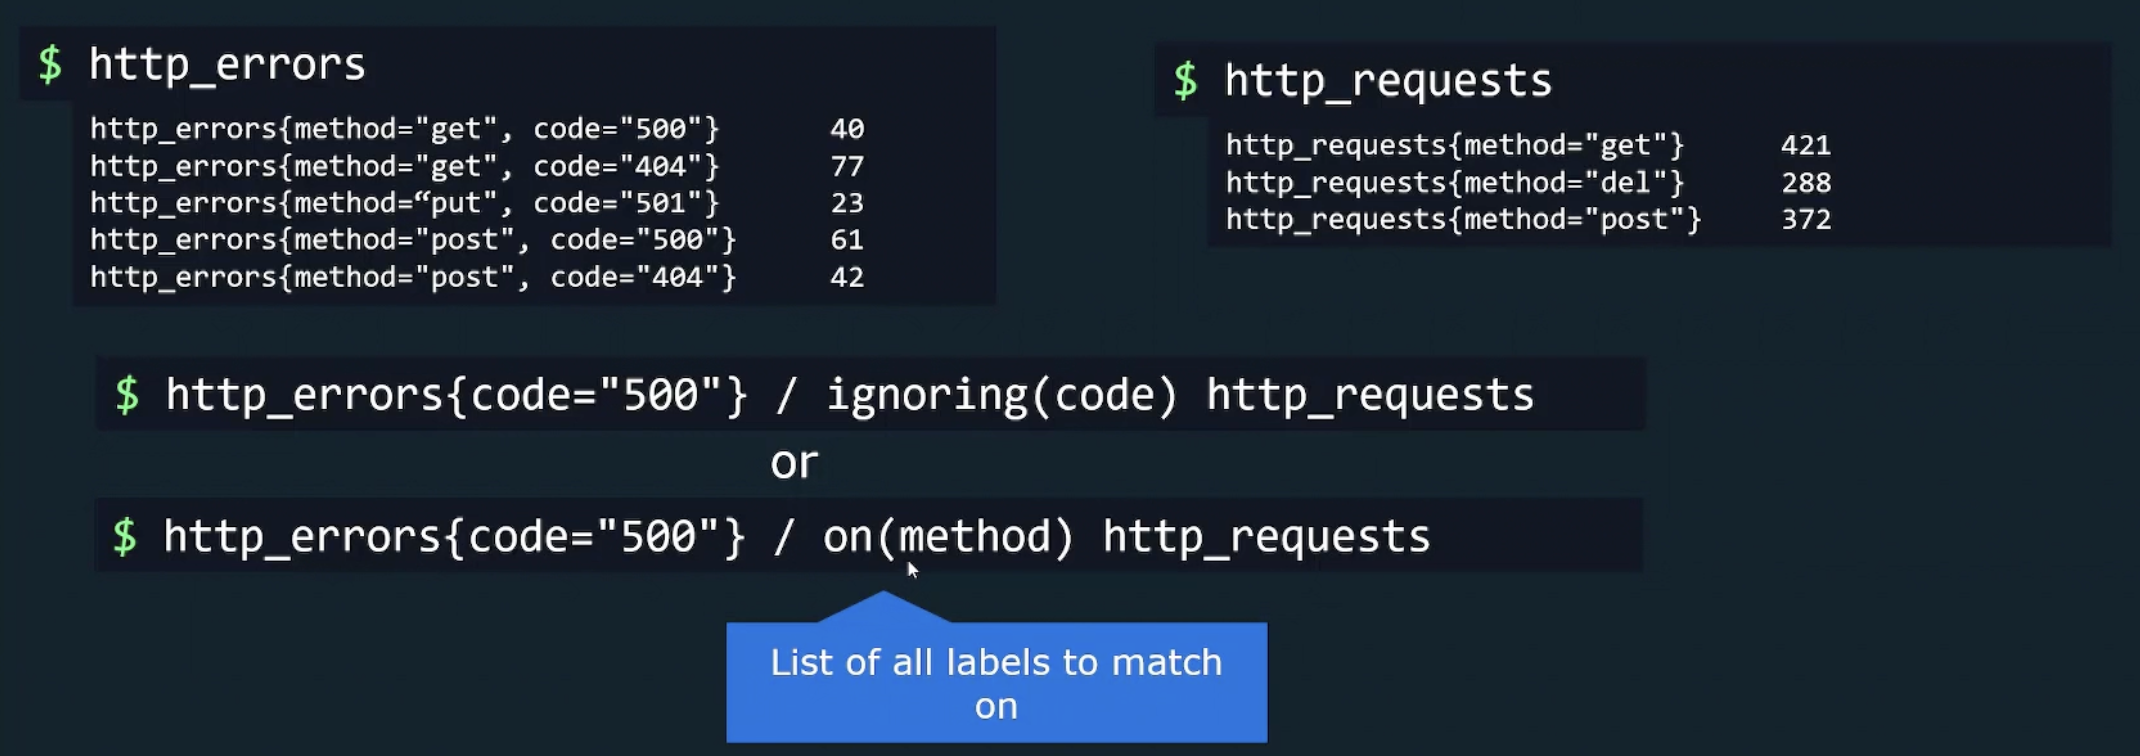 $ http_errors
http_errors{method="get", code="500"} 40
http_errors{method="get", code="404"} 77
http_errors{method=“put", code="501"} 23
http_errors{method="post", code="500"} 61
http_errors{method="post", code="404"} 42
$ http_requests
http_requests{method="get"} 421
http_requests{method="del"} 288
http_requests{method="post"} 372
$ http_errors{code="500"} / ignoring(code) http_requests
or
$ http_errors{code="500"} / on(method) http_requests
List of all labels to match
on